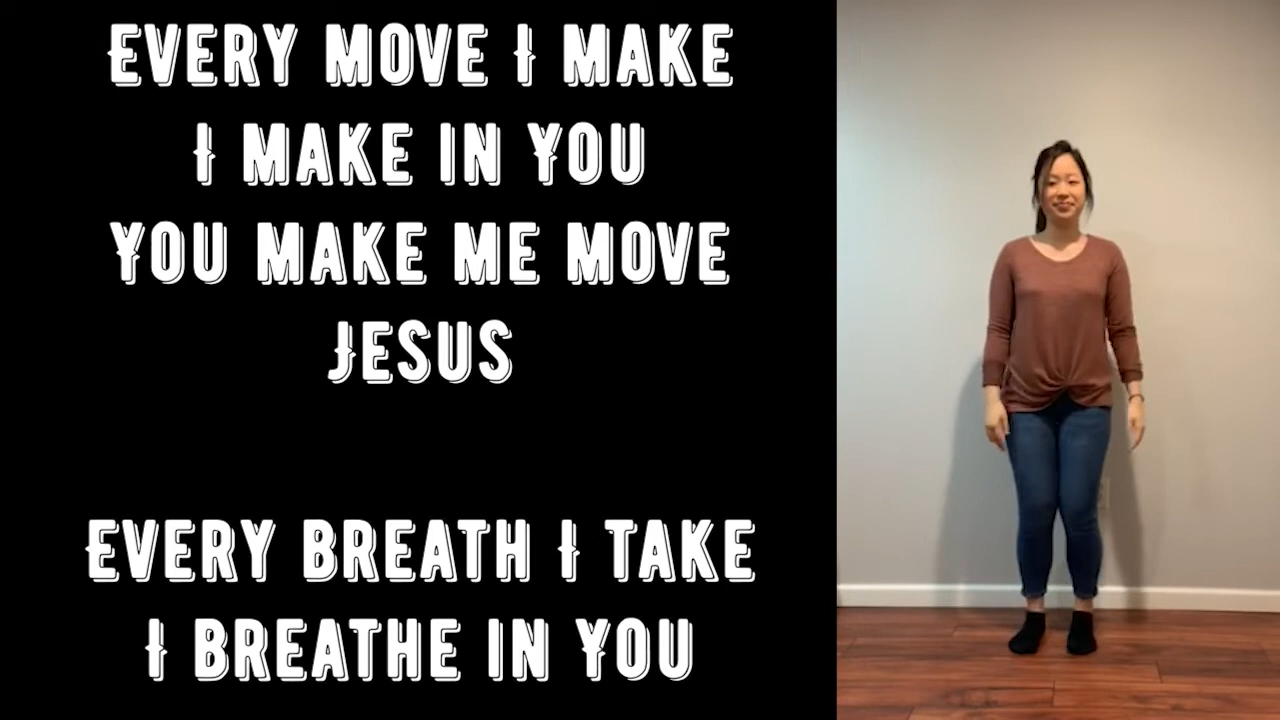 EVERY MOVE I MAKE
I MAKE IN YOU
YOU MAKE ME MOVE
JESUS
EVERY BREATH I TAKE
I BREATHE IN YOU